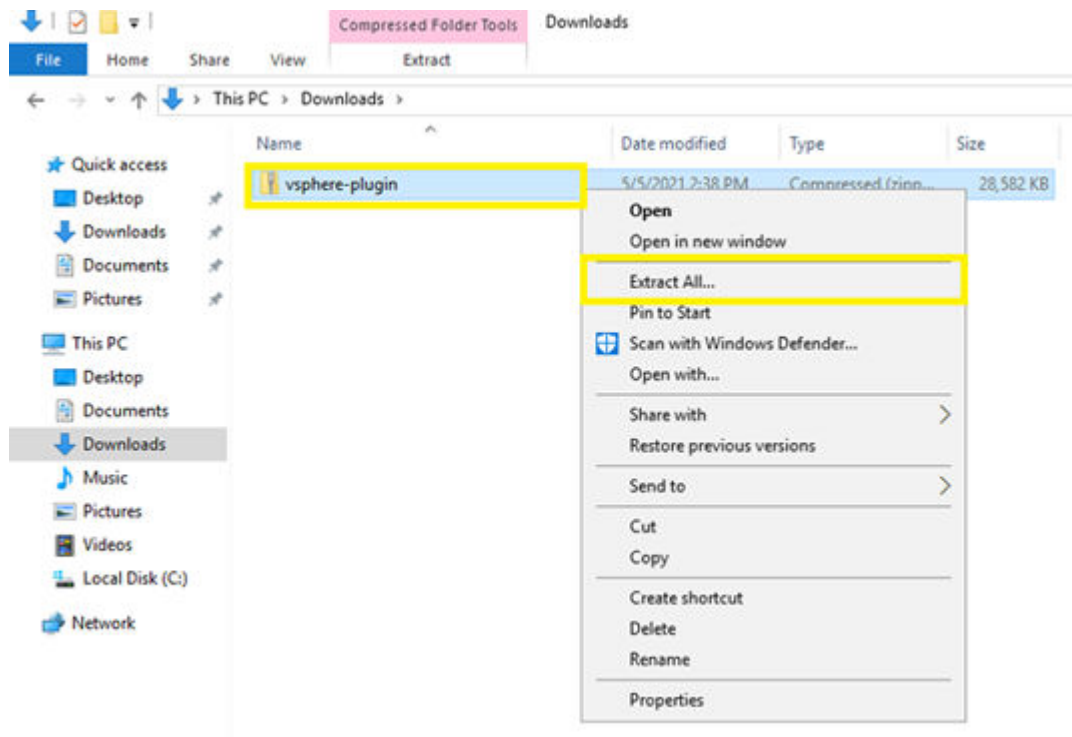 Compressed Folder Tools Downloads
File Home Share View Extract
This PC > Downloads >
Name Date modified Type Size
Quick access
vsphere-plugin 5/5/2021 2:38 PM Compressed (zipp... 28,582 KB
Desktop
Downloads
Documents
Pictures
This PC
Desktop
Documents
Downloads
Music
Pictures
Videos
Local Disk (C:)
Network
Open
Open in new window
Extract All...
Pin to Start
Scan with Windows Defender...
Open with...
Share with
Restore previous versions
Send to
Cut
Copy
Create shortcut
Delete
Rename
Properties